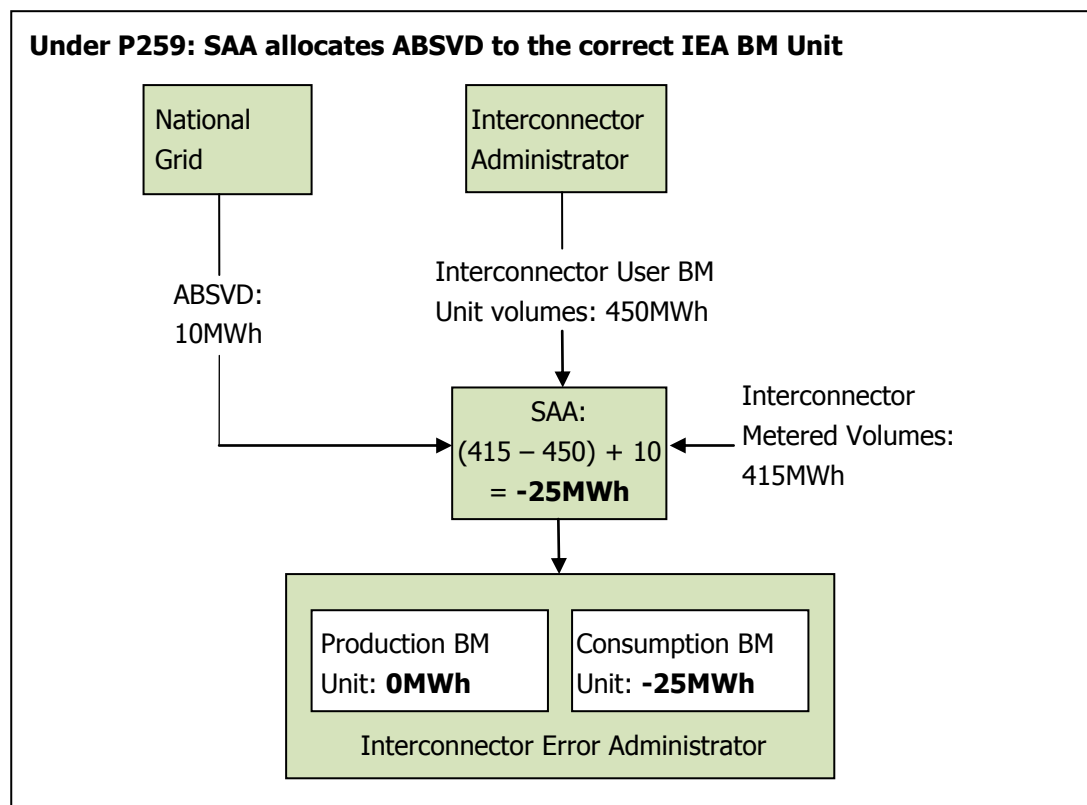 Under P259: SAA allocates ABSVD to the correct IEA BM Unit
National
Grid
Interconnector
Administrator
ABSVD:
10MWh
Interconnector User BM
Unit volumes: 450MWh
SAA:
(415 – 450) + 10
= -25MWh
Interconnector
Metered Volumes:
415MWh
Production BM
Unit: 0MWh
Consumption BM
Unit: -25MWh
Interconnector Error Administrator